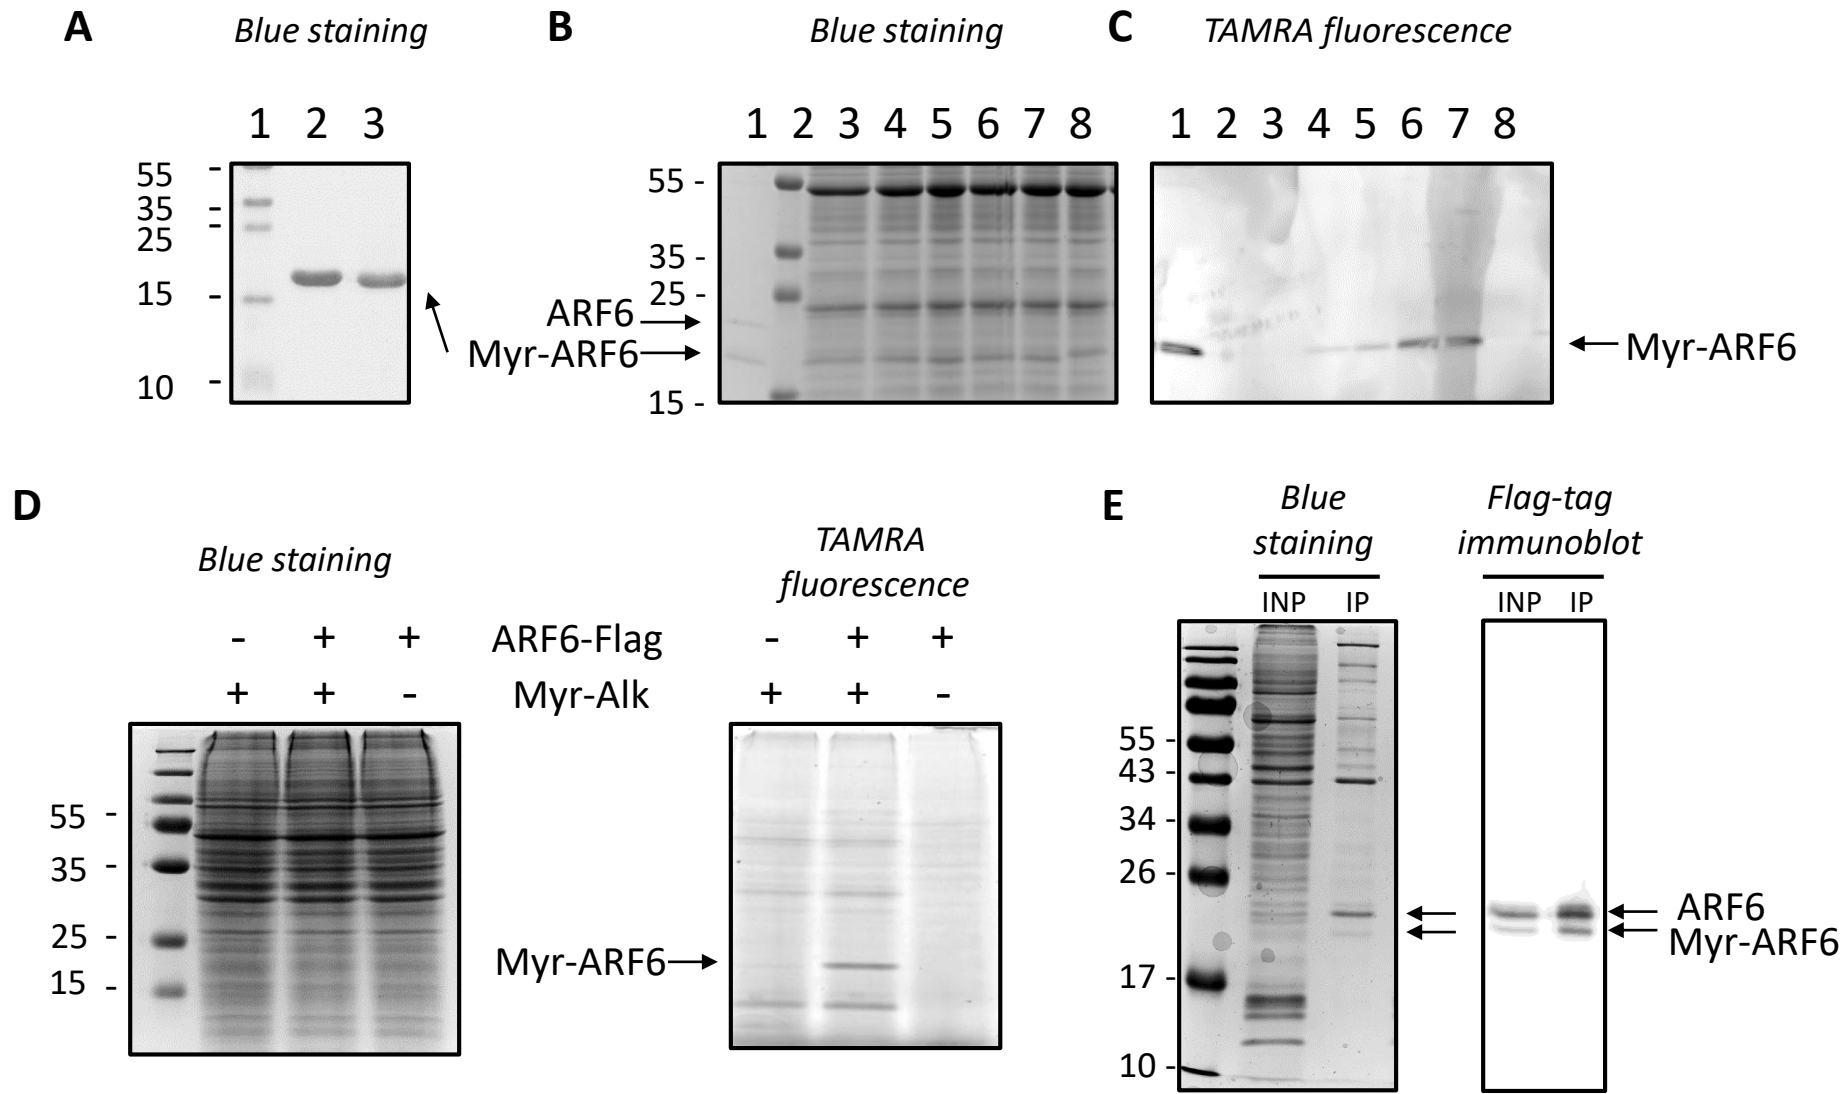 A
Blue staining
1 2 3
55 -
35 -
25 -
15 -
10 -
B
Blue staining
1 2 3 4 5 6 7 8
55 -
35 -
25 -
ARF6
Myr-ARF6
15 -
C
TAMRA fluorescence
1 2 3 4 5 6 7 8
Myr-ARF6
D
Blue staining
TAMRA
fluorescence
- + + ARF6-Flag - + +
+ + - Myr-Alk + + -
55 -
35 -
25 -
15 -
Myr-ARF6
E
Blue
staining
INP IP
Flag-tag
immunoblot
INP IP
55 -
43 -
34 -
26 -
17 -
10 -
ARF6
Myr-ARF6